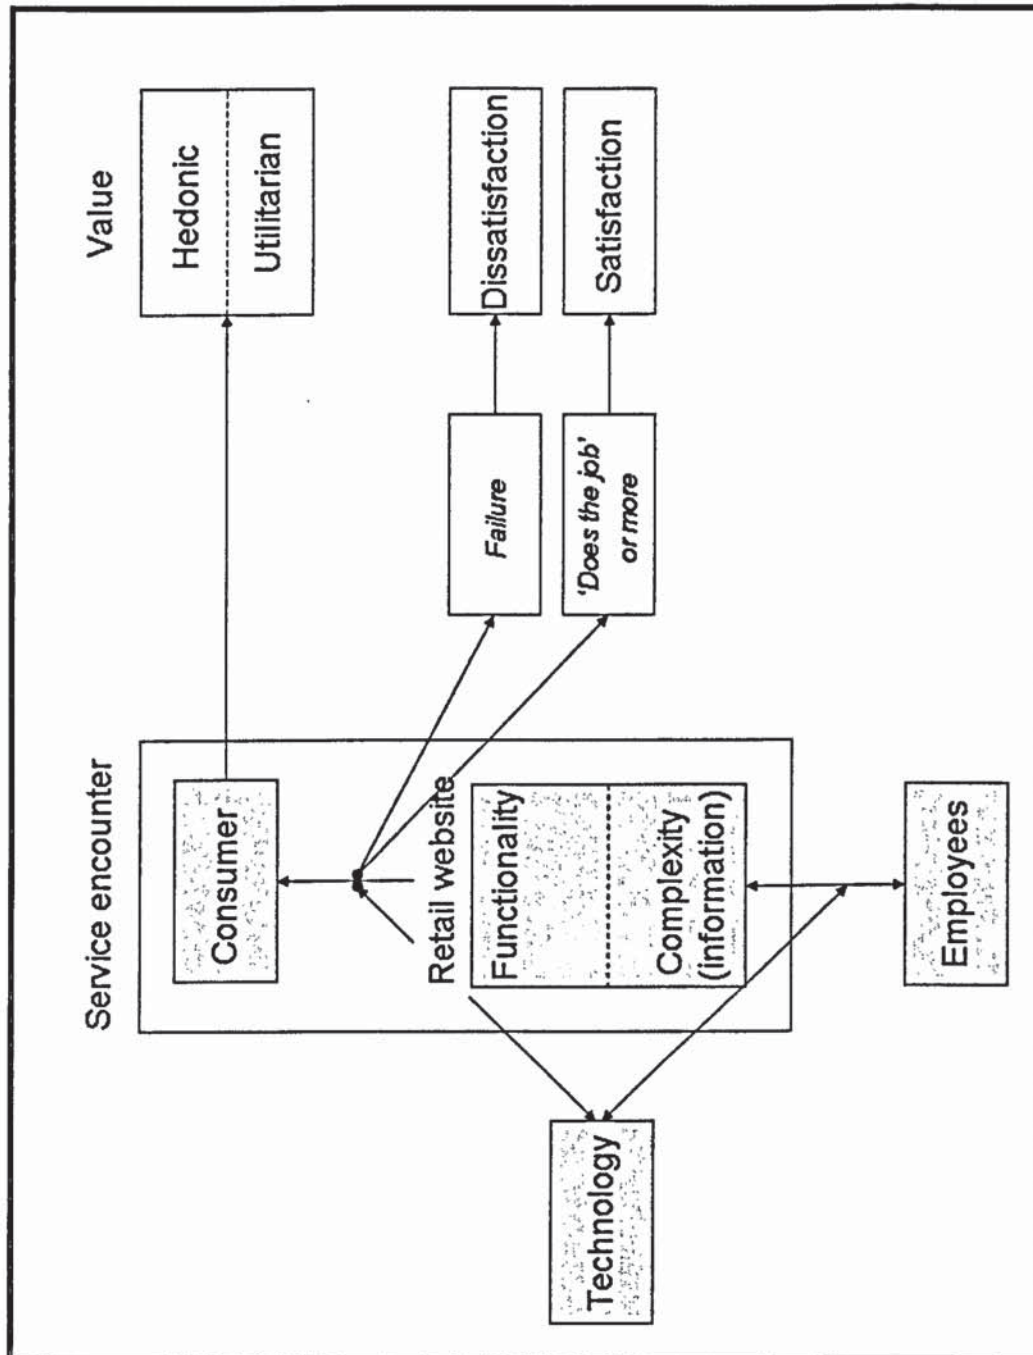 Service encounter
Value
Consumer
Hedonic
Utilitarian
Retail website
Functionality
Complexity
(information)
Failure
Dissatisfaction
'Does the job'
or more
Satisfaction
Technology
Employees